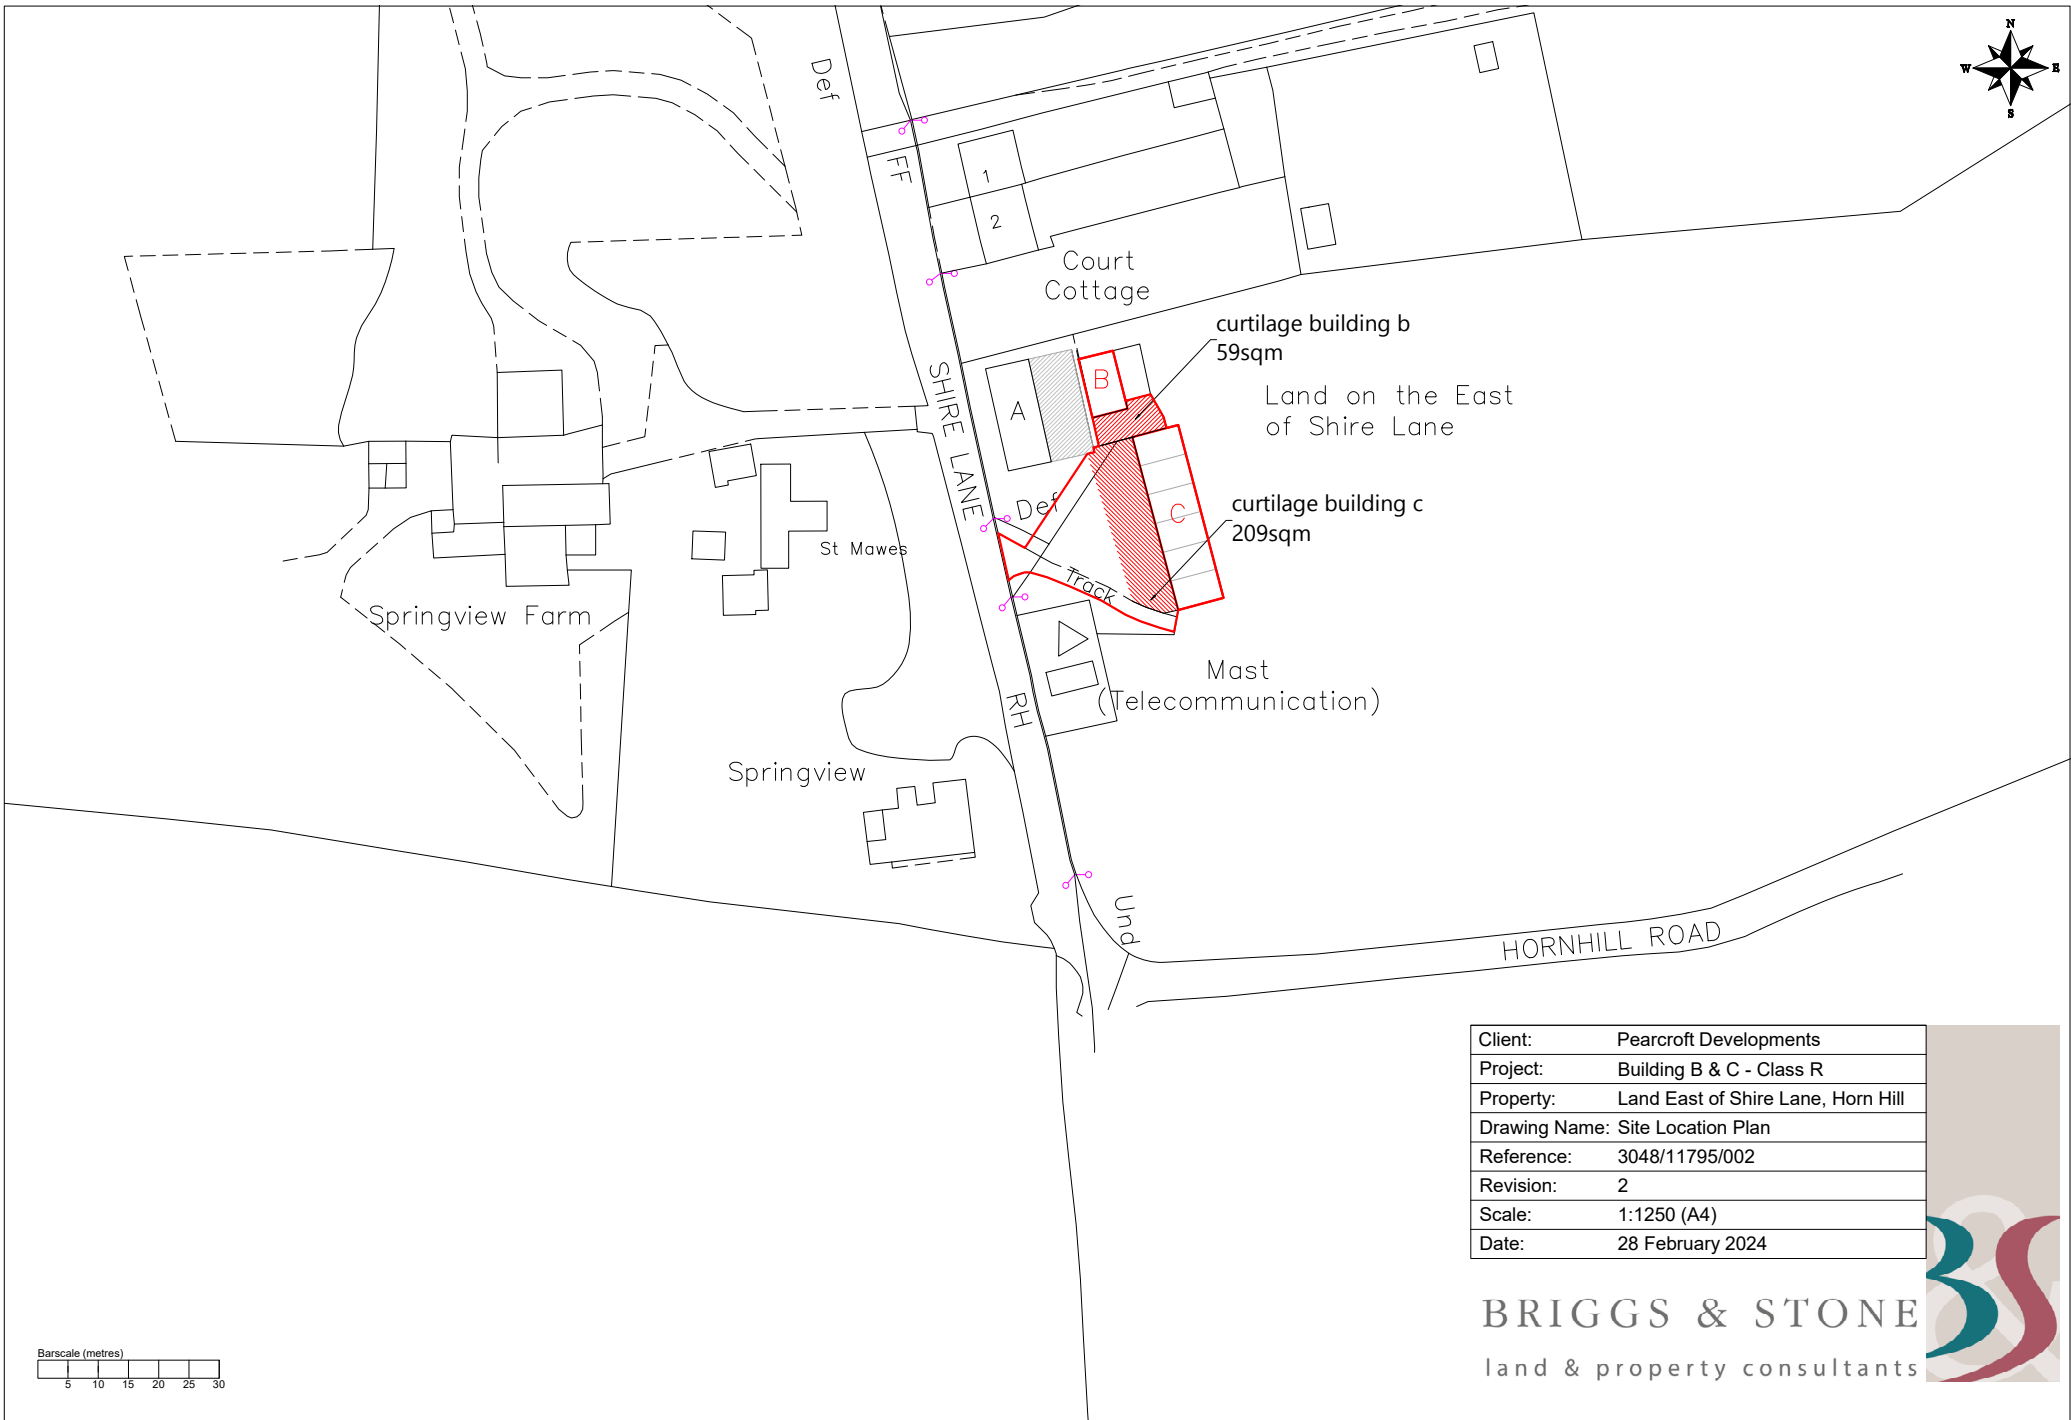 N
W
E
S
Def
FF
1
2
Court
Cottage
curtilage building b
59sqm
B
A
Land on the East
of Shire Lane
SHIRE LANE
curtilage building c
209sqm
C
Def
St Mawes
Track
Springview Farm
Mast
(Telecommunication)
RH
Springview
Und
HORNHILL ROAD
Client: Pearcroft Developments
Project: Building B & C - Class R
Property: Land East of Shire Lane, Horn Hill
Drawing Name: Site Location Plan
Reference: 3048/11795/002
Revision: 2
Scale: 1:1250 (A4)
Date: 28 February 2024
BRIGGS & STONE
land & property consultants
BS
&
Barscale (metres)
5 10 15 20 25 30